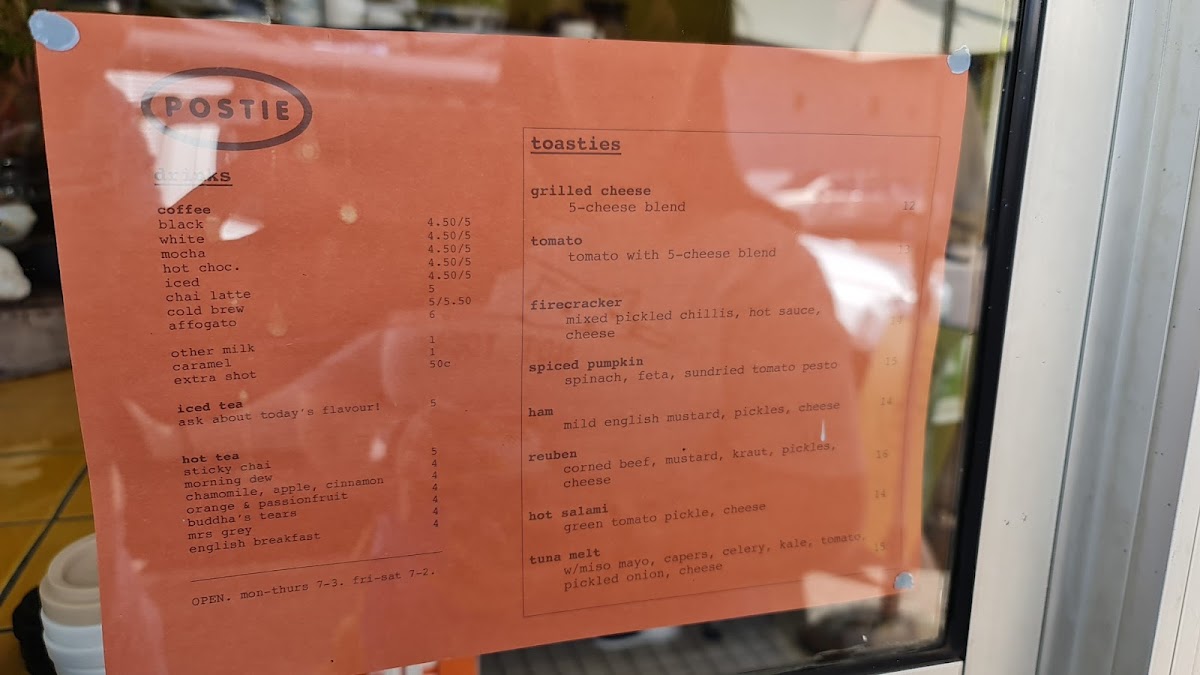 POSTIE
drinks
coffee
black 4.50/5
white 4.50/5
mocha 4.50/5
hot choc. 4.50/5
iced 4.50/5
chai latte 5
cold brew 5/5.50
affogato 6
other milk 1
caramel 1
extra shot 50c
iced tea 5
ask about today's flavour!
hot tea
sticky chai 5
morning dew 4
chamomile, apple, cinnamon 4
orange & passionfruit 4
buddha's tears 4
mrs grey 4
english breakfast 4
OPEN. mon-thurs 7-3. fri-sat 7-2.
toasties
grilled cheese
5-cheese blend 12
tomato
tomato with 5-cheese blend
firecracker
mixed pickled chillis, hot sauce,
cheese
spiced pumpkin
spinach, feta, sundried tomato pesto 15
ham
mild english mustard, pickles, cheese 14
reuben
corned beef, mustard, kraut, pickles, 16
cheese
hot salami 14
green tomato pickle, cheese
tuna melt
w/miso mayo, capers, celery, kale, tomato, 15
pickled onion, cheese